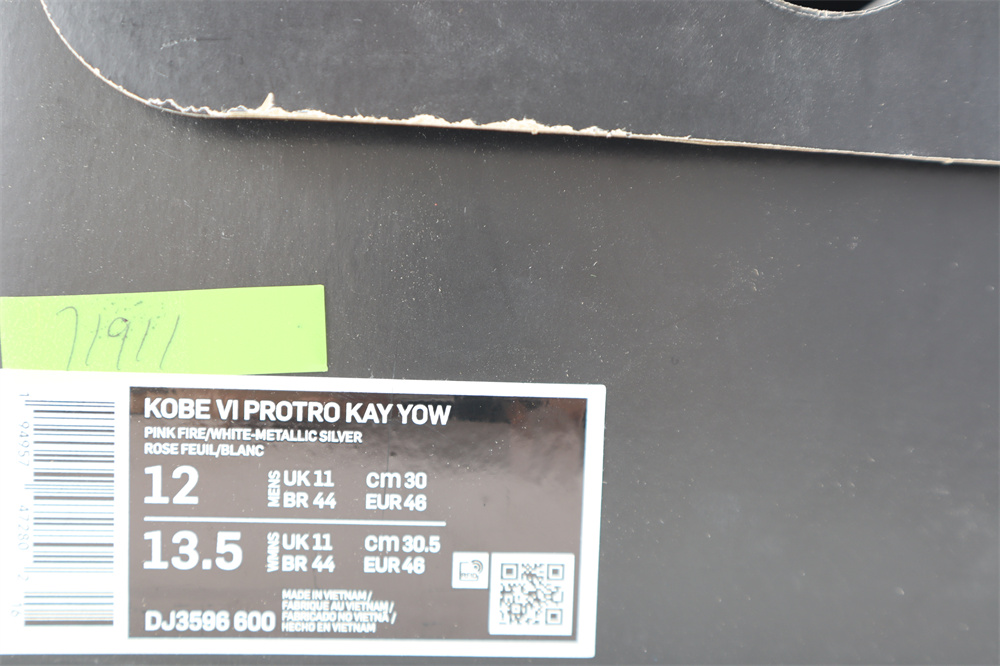 71911
KOBE VI PROTRO KAY YOW
PINK FIRE/WHITE-METALLIC SILVER
ROSE FEUIL/BLANC
12 MENS UK 11 cm 30
BR 44 EUR 46
13.5 WMNS UK 11 cm 30.5
BR 44 EUR 46
DJ3596 600
MADE IN VIETNAM /
FABRIQUE AU VIETNAM /
FABRICADO NO VIETNÃ /
HECHO EN VIETNAM